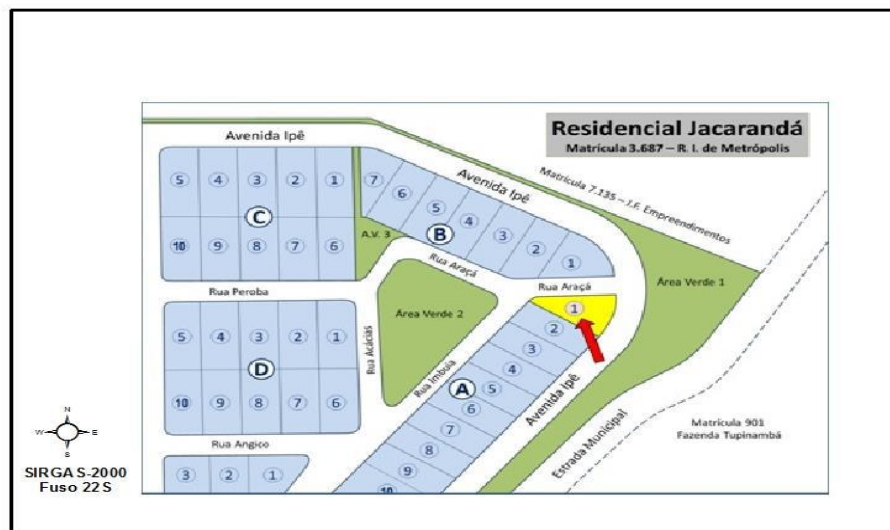 Residencial Jacarandá
Matrícula 3.687 – R. I. de Metrópolis
Avenida Ipê
Matrícula 7.135 – J.F. Empreendimentos
5 4 3 2 1
C
10 9 8 7 6
7 6 5 4 3 2 1
Avenida Ipê
B
A.V. 3
Rua Araçá
Rua Peroba
Rua Araçá
Área Verde 1
Área Verde 2
1
2
3
4
5
6
7
8
9
10
A
5 4 3 2 1
D
10 9 8 7 6
Rua Acácias
Rua Imbuia
Avenida Ipê
Estrada Municipal
Matrícula 901
Fazenda Tupinambá
Rua Angico
3 2 1
N
W E
S
SIRGAS-2000
Fuso 22S